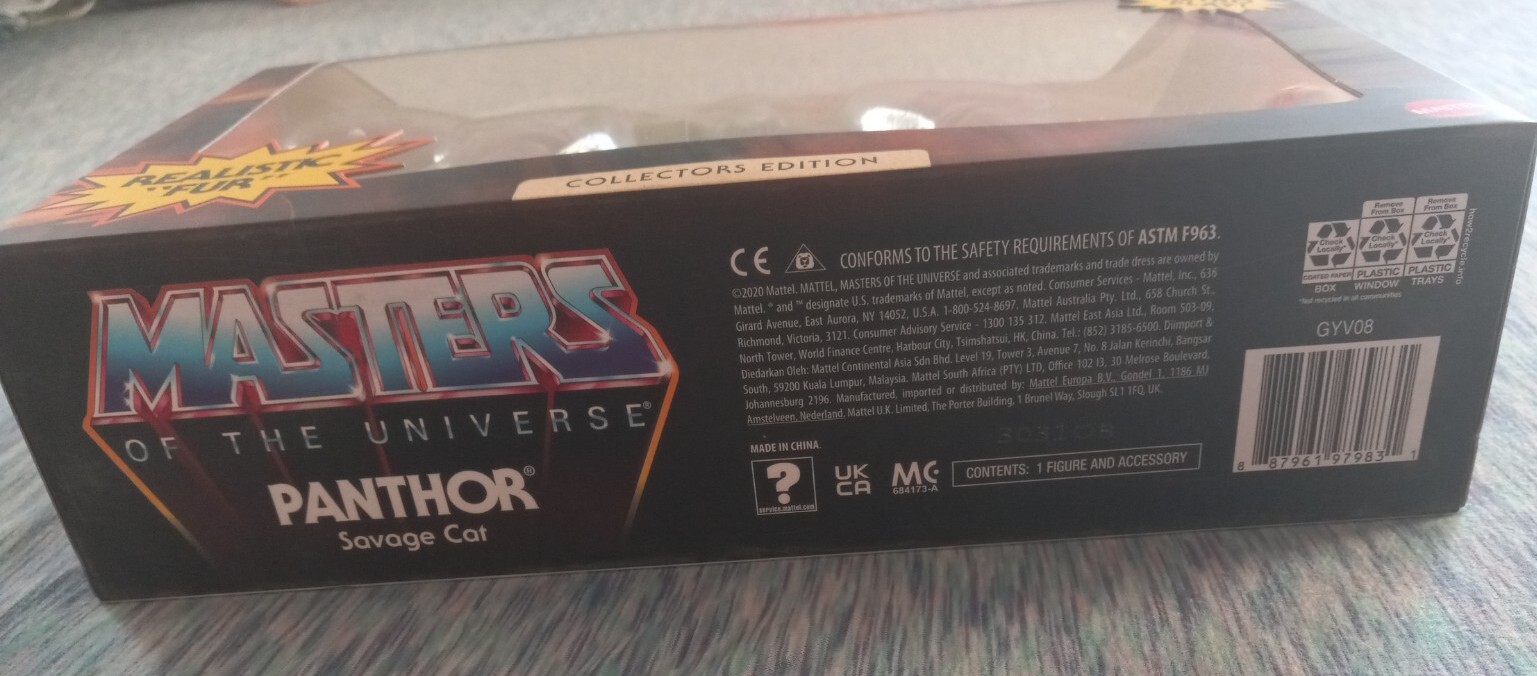 REALISTIC
"FUR"
COLLECTORS EDITION
MASTERS
OF THE UNIVERSE®
PANTHOR®
Savage Cat
CE CONFORMS TO THE SAFETY REQUIREMENTS OF ASTM F963.
©2020 Mattel. MATTEL, MASTERS OF THE UNIVERSE and associated trademarks and trade dress are owned by
Mattel. ® and ™ designate U.S. trademarks of Mattel, except as noted. Consumer Services - Mattel, Inc., 636
Girard Avenue, East Aurora, NY 14052, U.S.A. 1-800-524-8697. Mattel Australia Pty. Ltd., 658 Church St.,
Richmond, Victoria, 3121. Consumer Advisory Service - 1300 135 312. Mattel East Asia Ltd., Room 503-09,
North Tower, World Finance Centre, Harbour City, Tsimshatsui, HK, China. Tel.: (852) 3185-6500. Diimport &
Diedarkan Oleh: Mattel Continental Asia Sdn Bhd. Level 19, Tower 3, Avenue 7, No. 8 Jalan Kerinchi, Bangsar
South, 59200 Kuala Lumpur, Malaysia. Mattel South Africa (PTY) LTD, Office 102 I3, 30 Melrose Boulevard,
Johannesburg 2196. Manufactured, imported or distributed by: Mattel Europa B.V., Gondel 1, 1186 MJ
Amstelveen, Nederland. Mattel U.K. Limited, The Porter Building, 1 Brunel Way, Slough SL1 1FQ, UK.
MADE IN CHINA.
?
service.mattel.com
UK
CA
MC
684173-A
CONTENTS: 1 FIGURE AND ACCESSORY
Remove From Box
Remove From Box
Check Locally*
Check Locally*
Check Locally*
COATED PAPER
PLASTIC
PLASTIC
BOX
WINDOW
TRAYS
*Not recycled in all communities
how2recycle.info
GYV08
8 87961 97983 1